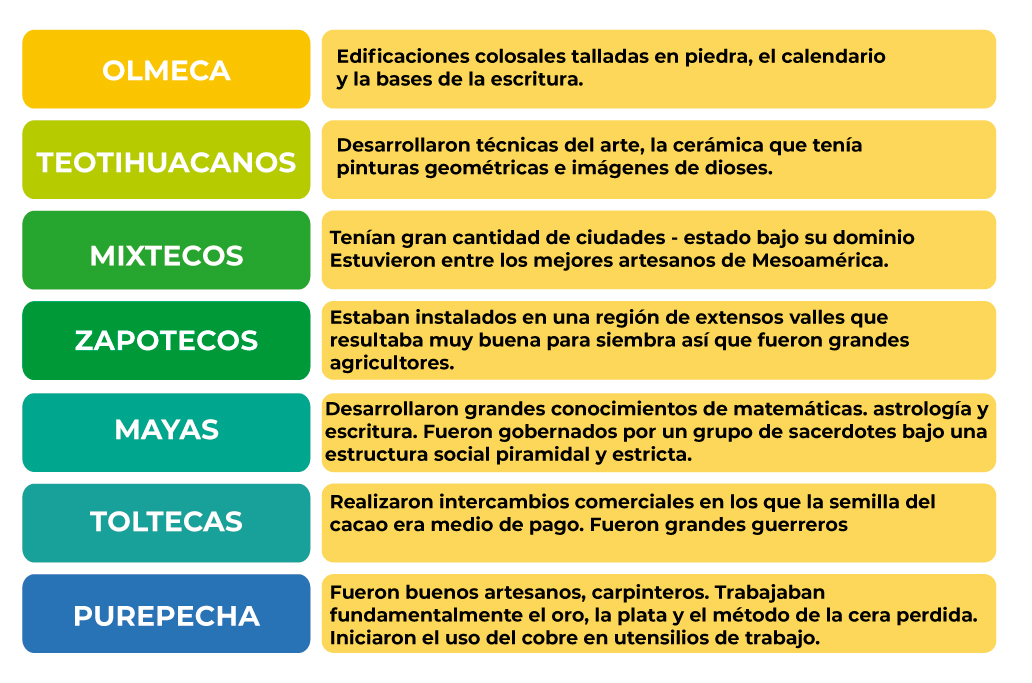 OLMECA
Edificaciones colosales talladas en piedra, el calendario
y la bases de la escritura.
TEOTIHUACANOS
Desarrollaron técnicas del arte, la cerámica que tenía
pinturas geométricas e imágenes de dioses.
MIXTECOS
Tenían gran cantidad de ciudades - estado bajo su dominio
Estuvieron entre los mejores artesanos de Mesoamérica.
ZAPOTECOS
Estaban instalados en una región de extensos valles que
resultaba muy buena para siembra así que fueron grandes
agricultores.
MAYAS
Desarrollaron grandes conocimientos de matemáticas. astrología y
escritura. Fueron gobernados por un grupo de sacerdotes bajo una
estructura social piramidal y estricta.
TOLTECAS
Realizaron intercambios comerciales en los que la semilla del
cacao era medio de pago. Fueron grandes guerreros
PUREPECHA
Fueron buenos artesanos, carpinteros. Trabajaban
fundamentalmente el oro, la plata y el método de la cera perdida.
Iniciaron el uso del cobre en utensilios de trabajo.